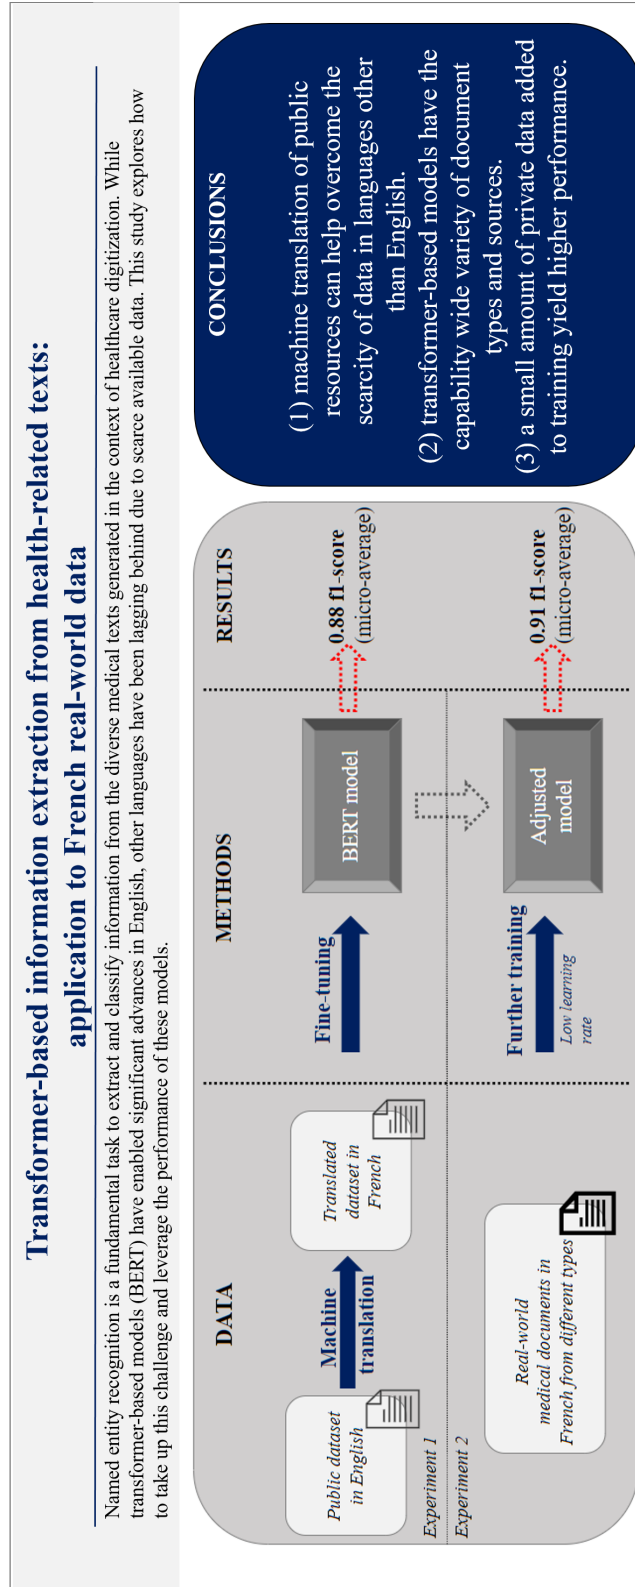 Transformer-based information extraction from health-related texts:
application to French real-world data
Named entity recognition is a fundamental task to extract and classify information from the diverse medical texts generated in the context of healthcare digitization. While
transformer-based models (BERT) have enabled significant advances in English, other languages have been lagging behind due to scarce available data. This study explores how
to take up this challenge and leverage the performance of these models.
DATA
Public dataset
in English
Machine
translation
Translated
dataset in
French
Experiment 1
Experiment 2
Real-world
medical documents in
French from different types
METHODS
Fine-tuning
BERT model
Further training
Low learning
rate
Adjusted
model
RESULTS
0.88 f1-score
(micro-average)
0.91 f1-score
(micro-average)
CONCLUSIONS
(1) machine translation of public
resources can help overcome the
scarcity of data in languages other
than English.
(2) transformer-based models have the
capability wide variety of document
types and sources.
(3) a small amount of private data added
to training yield higher performance.